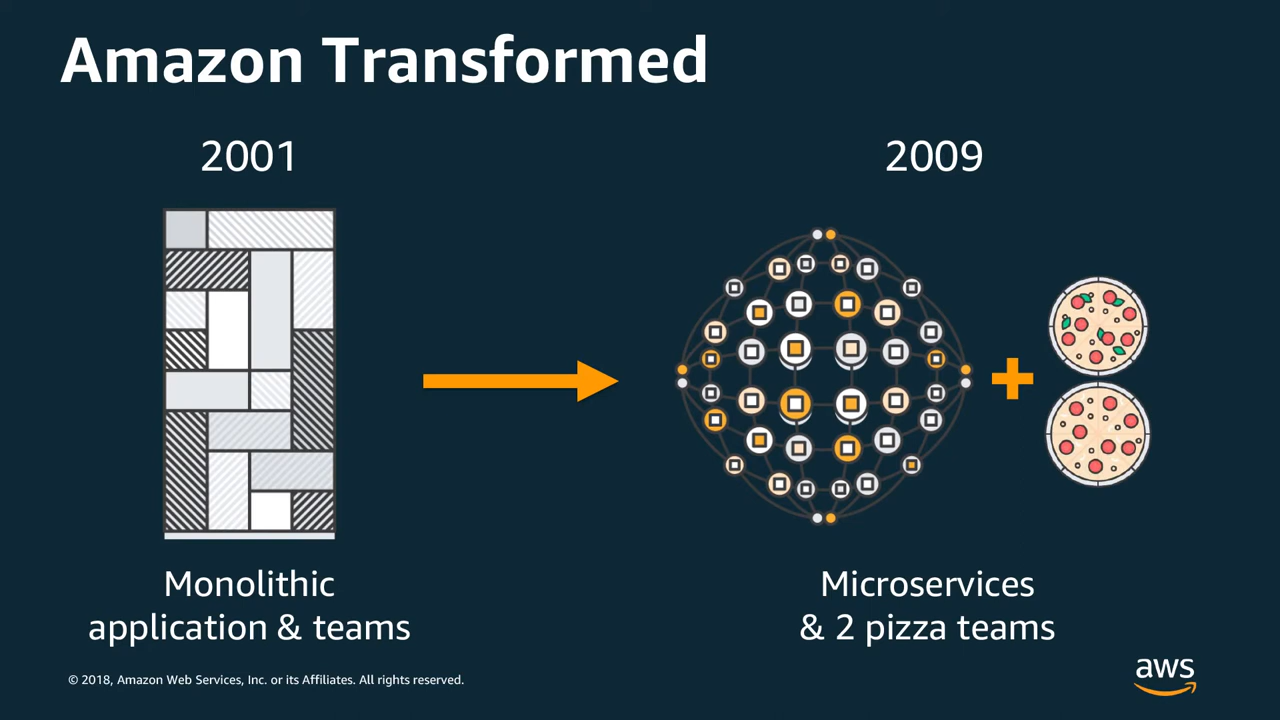 Amazon Transformed
2001
2009
Monolithic
application & teams
Microservices
& 2 pizza teams
© 2018, Amazon Web Services, Inc. or its Affiliates. All rights reserved.
aws